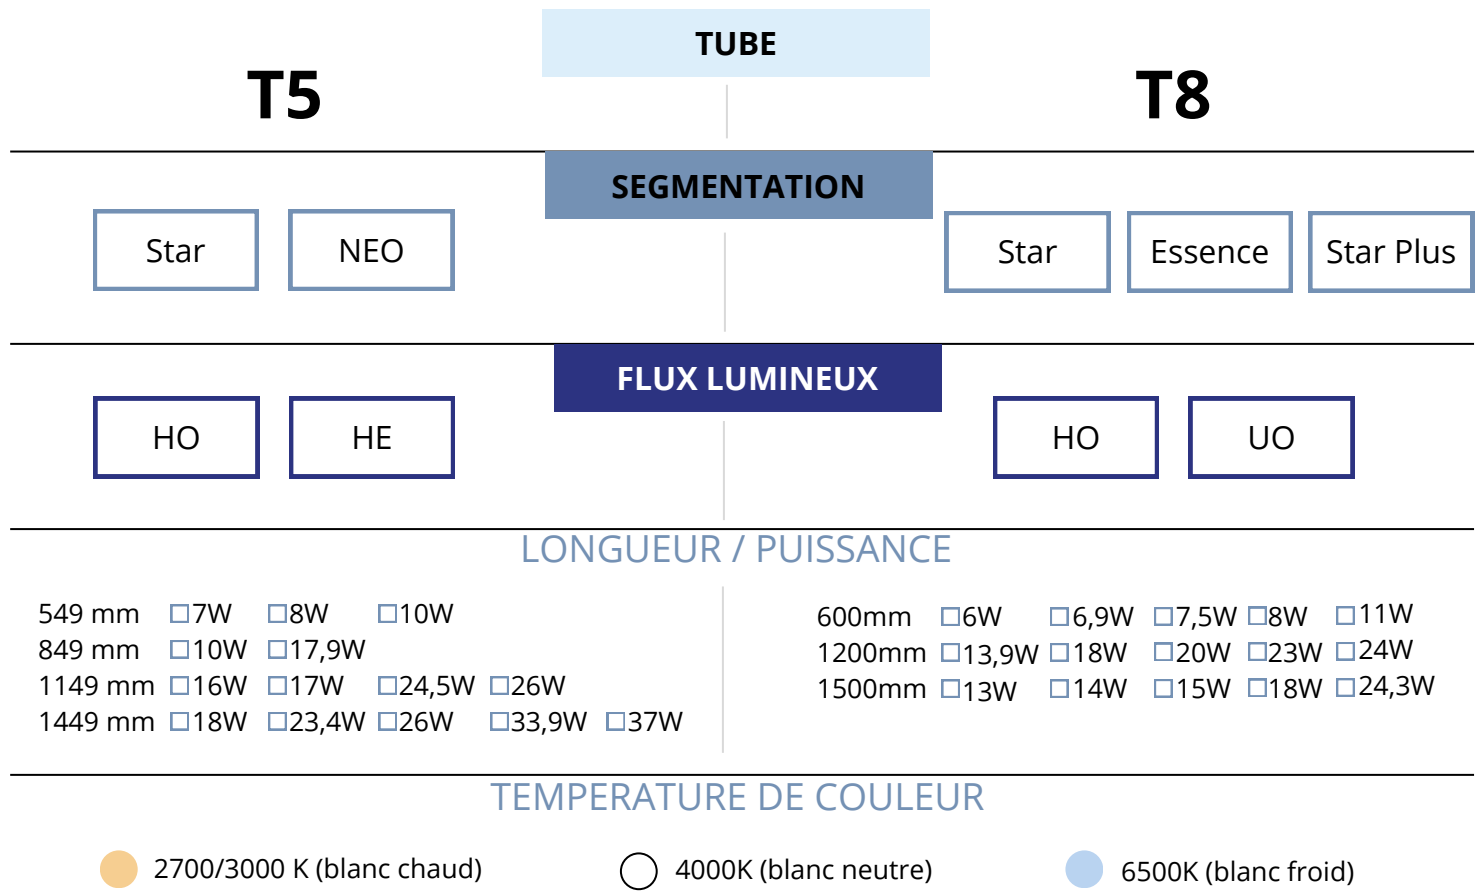 TUBE
T5 T8
SEGMENTATION
Star NEO Star Essence Star Plus
FLUX LUMINEUX
HO HE HO UO
LONGUEUR / PUISSANCE
549 mm 7W 8W 10W
849 mm 10W 17,9W
1149 mm 16W 17W 24,5W 26W
1449 mm 18W 23,4W 26W 33,9W 37W
600mm 6W 6,9W 7,5W 8W 11W
1200mm 13,9W 18W 20W 23W 24W
1500mm 13W 14W 15W 18W 24,3W
TEMPERATURE DE COULEUR
2700/3000 K (blanc chaud) 4000K (blanc neutre) 6500K (blanc froid)